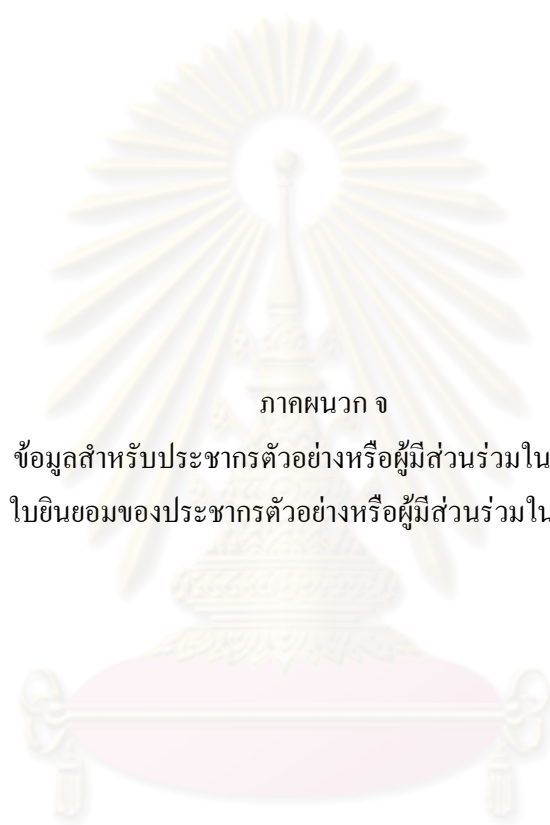 ภาคผนวก จ
ข้อมูลสำหรับประชากรตัวอย่างหรือผู้มีส่วนร่วมใน
ใบยินยอมของประชากรตัวอย่างหรือผู้มีส่วนร่วมใน